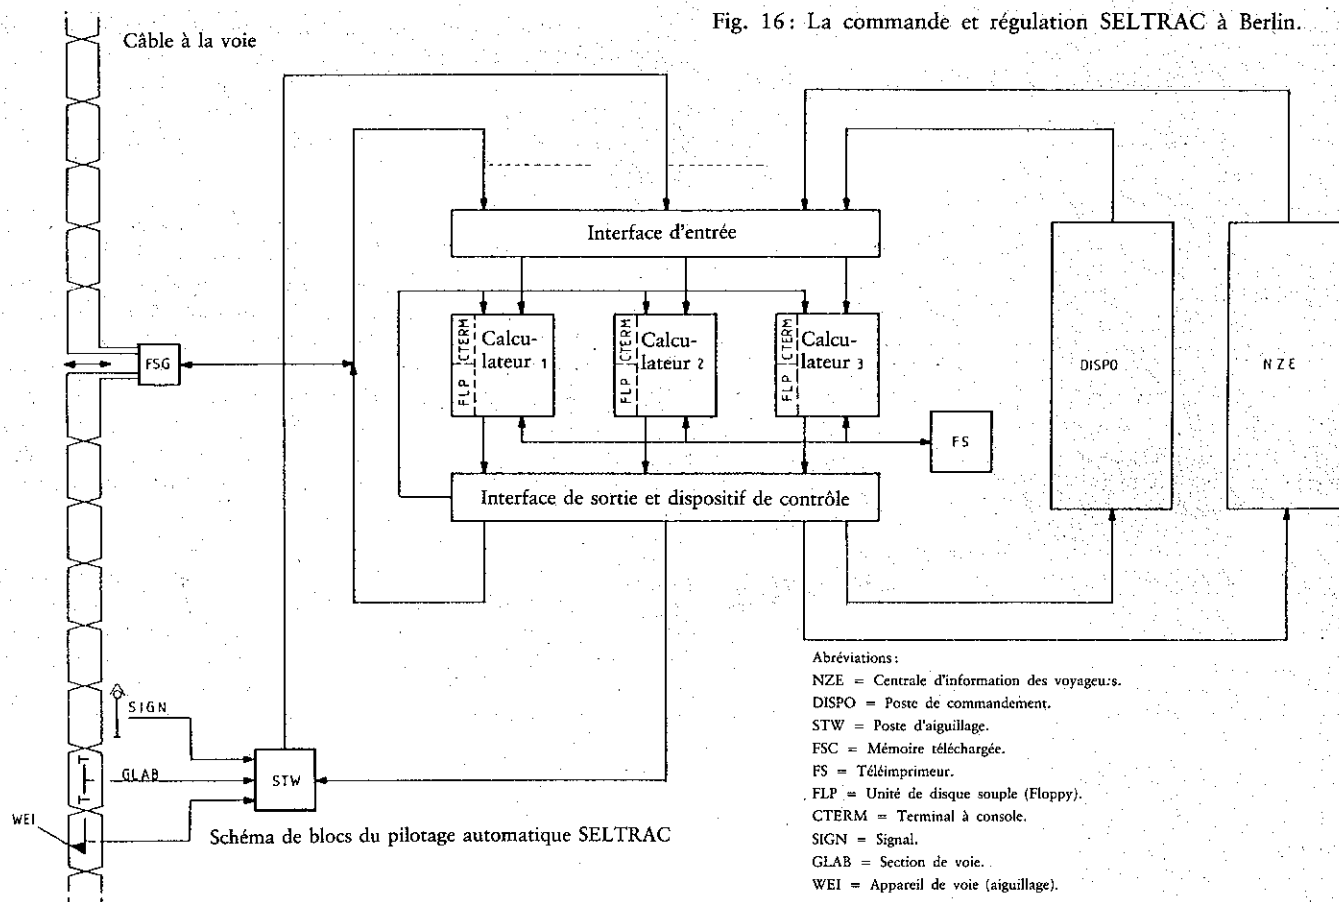 Fig. 16: La commande et régulation SELTRAC à Berlin.
Câble à la voie
Interface d'entrée
CTERM
FLP
Calcu-
lateur 1
CTERM
FLP
Calcu-
lateur 2
CTERM
FLP
Calcu-
lateur 3
FSG
DISPO
NZE
FS
Interface de sortie et dispositif de contrôle
SIGN
GLAB
STW
WEI
Schéma de blocs du pilotage automatique SELTRAC
Abréviations:
NZE = Centrale d'information des voyageurs.
DISPO = Poste de commandement.
STW = Poste d'aiguillage.
FSC = Mémoire téléchargée.
FS = Téléimprimeur.
FLP = Unité de disque souple (Floppy).
CTERM = Terminal à console.
SIGN = Signal.
GLAB = Section de voie.
WEI = Appareil de voie (aiguillage).